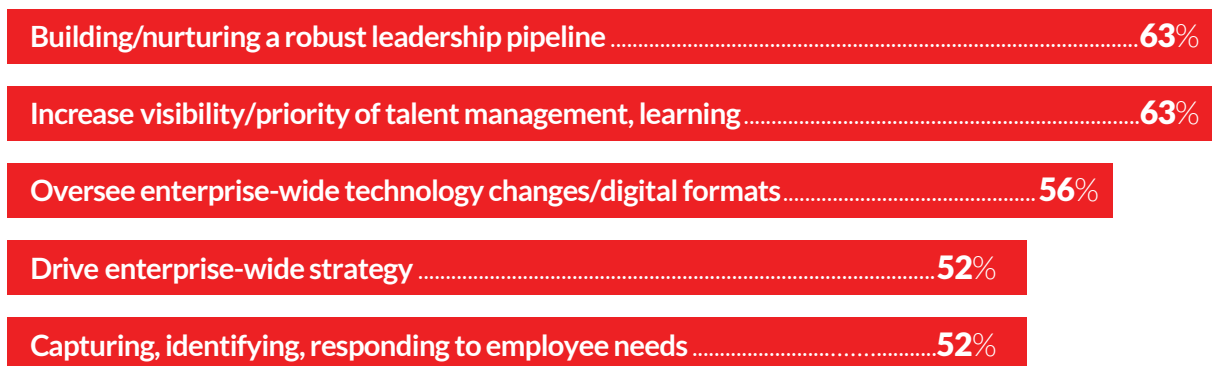 Building/nurturing a robust leadership pipeline ........................................................................................................ 63%
Increase visibility/priority of talent management, learning .............................................................................. 63%
Oversee enterprise-wide technology changes/digital formats .................................................. 56%
Drive enterprise-wide strategy ....................................................................................................... 52%
Capturing, identifying, responding to employee needs ................................................ 52%